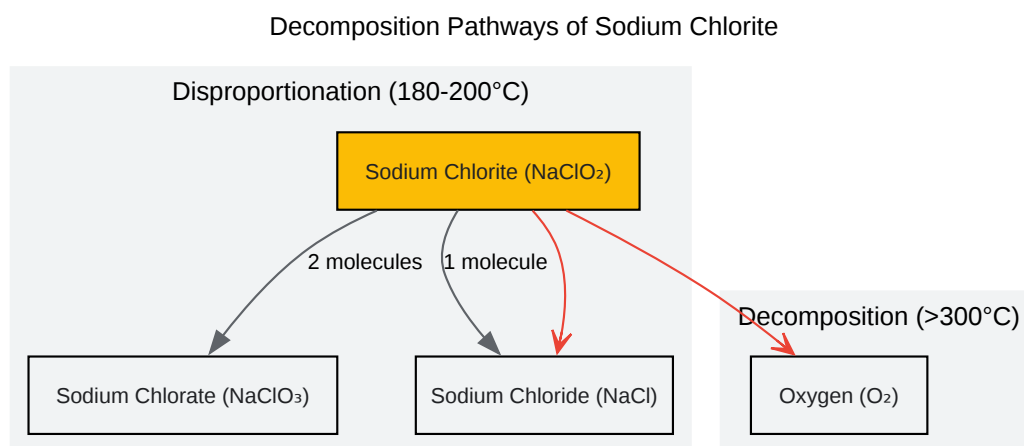 Decomposition Pathways of Sodium Chlorite
Disproportionation (180-200°C)
Sodium Chlorite (NaClO₂)
2 molecules
1 molecule
Decomposition (>300°C)
Sodium Chlorate (NaClO₃)
Sodium Chloride (NaCl)
Oxygen (O₂)